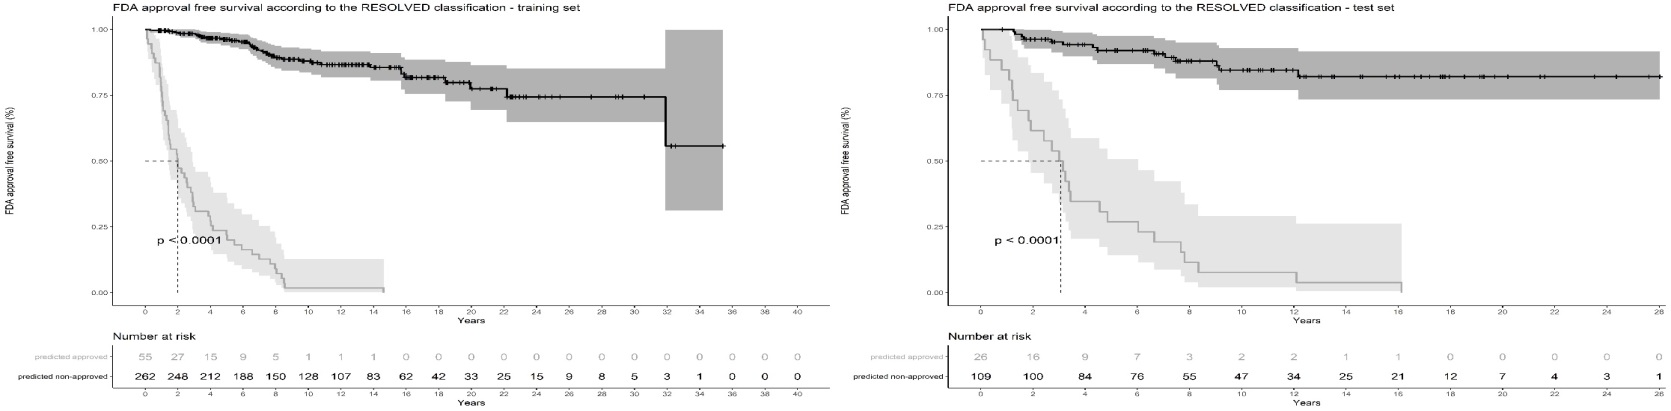 FDA approval free survival according to the RESOLVED classification - training set
FDA approval free survival (%)
1.00
0.75
0.50
0.25
0.00
p < 0.0001
0 2 4 6 8 10 12 14 16 18 20 22 24 26 28 30 32 34 36 38 40
Years
Number at risk
predicted approved 55 27 15 9 5 1 1 1 0 0 0 0 0 0 0 0 0 0 0 0 0
predicted non-approved 262 248 212 188 150 128 107 83 62 42 33 25 15 9 8 5 3 1 0 0 0
0 2 4 6 8 10 12 14 16 18 20 22 24 26 28 30 32 34 36 38 40
Years
FDA approval free survival according to the RESOLVED classification - test set
FDA approval free survival (%)
1.00
0.75
0.50
0.25
0.00
p < 0.0001
0 2 4 6 8 10 12 14 16 18 20 22 24 26 28
Years
Number at risk
predicted approved 26 16 9 7 3 2 2 1 1 0 0 0 0 0 0
predicted non-approved 109 100 84 76 55 47 34 25 21 12 7 4 3 1
0 2 4 6 8 10 12 14 16 18 20 22 24 26 28
Years